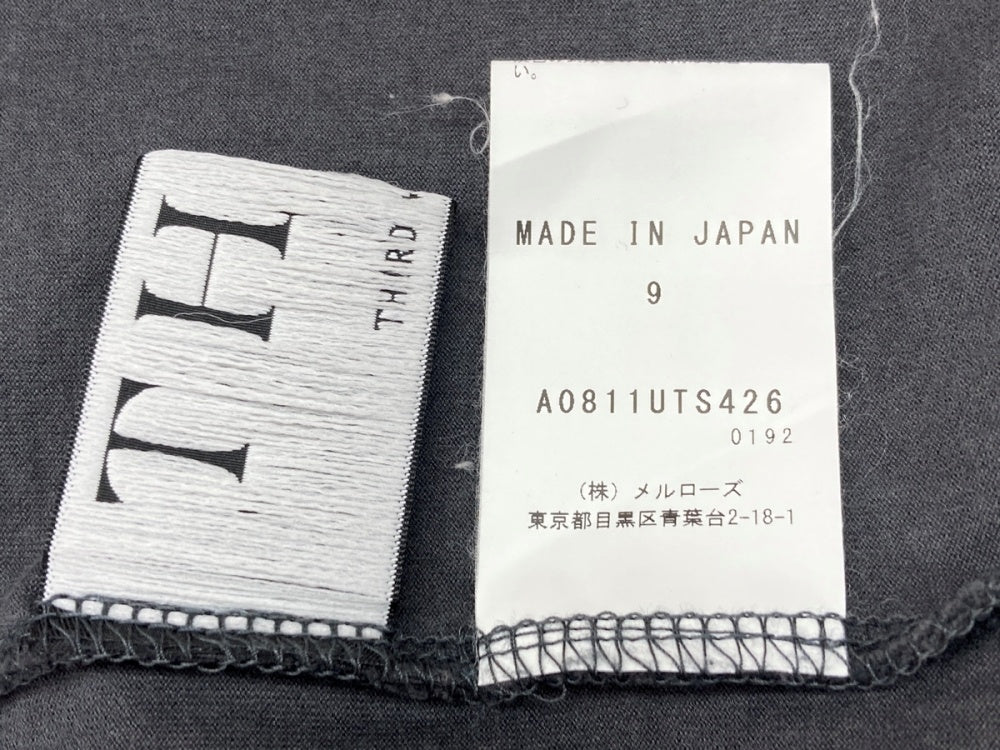 TH
THIRD
い。
MADE IN JAPAN
9
A0811UTS426
0192
(株) メルローズ
東京都目黒区青葉台2-18-1